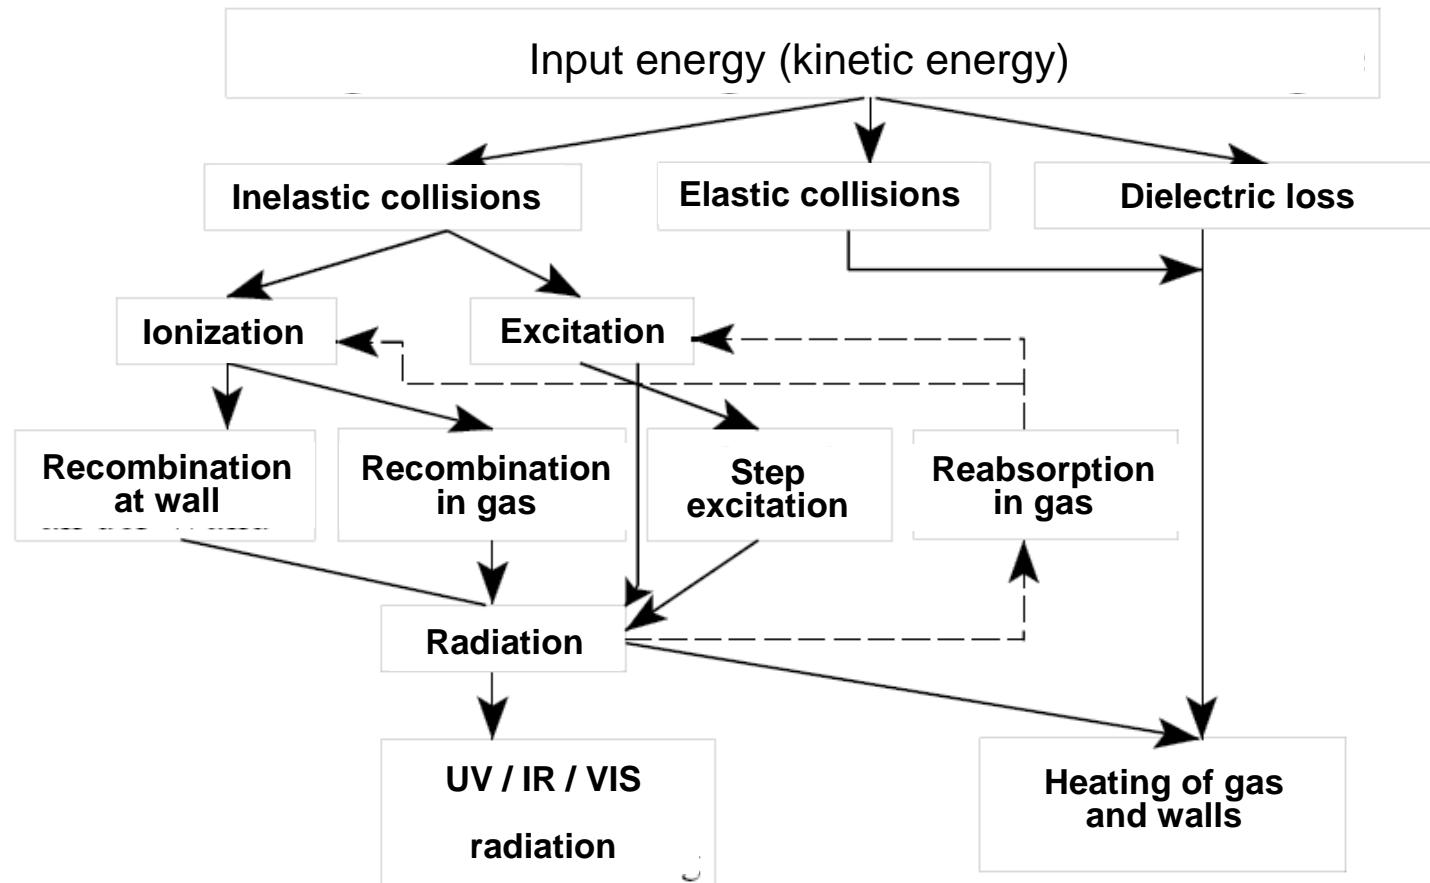 Input energy (kinetic energy)
Inelastic collisions
Elastic collisions
Dielectric loss
Ionization
Excitation
Recombination
at wall
Recombination
in gas
Step
excitation
Reabsorption
in gas
Radiation
UV / IR / VIS
radiation
Heating of gas
and walls